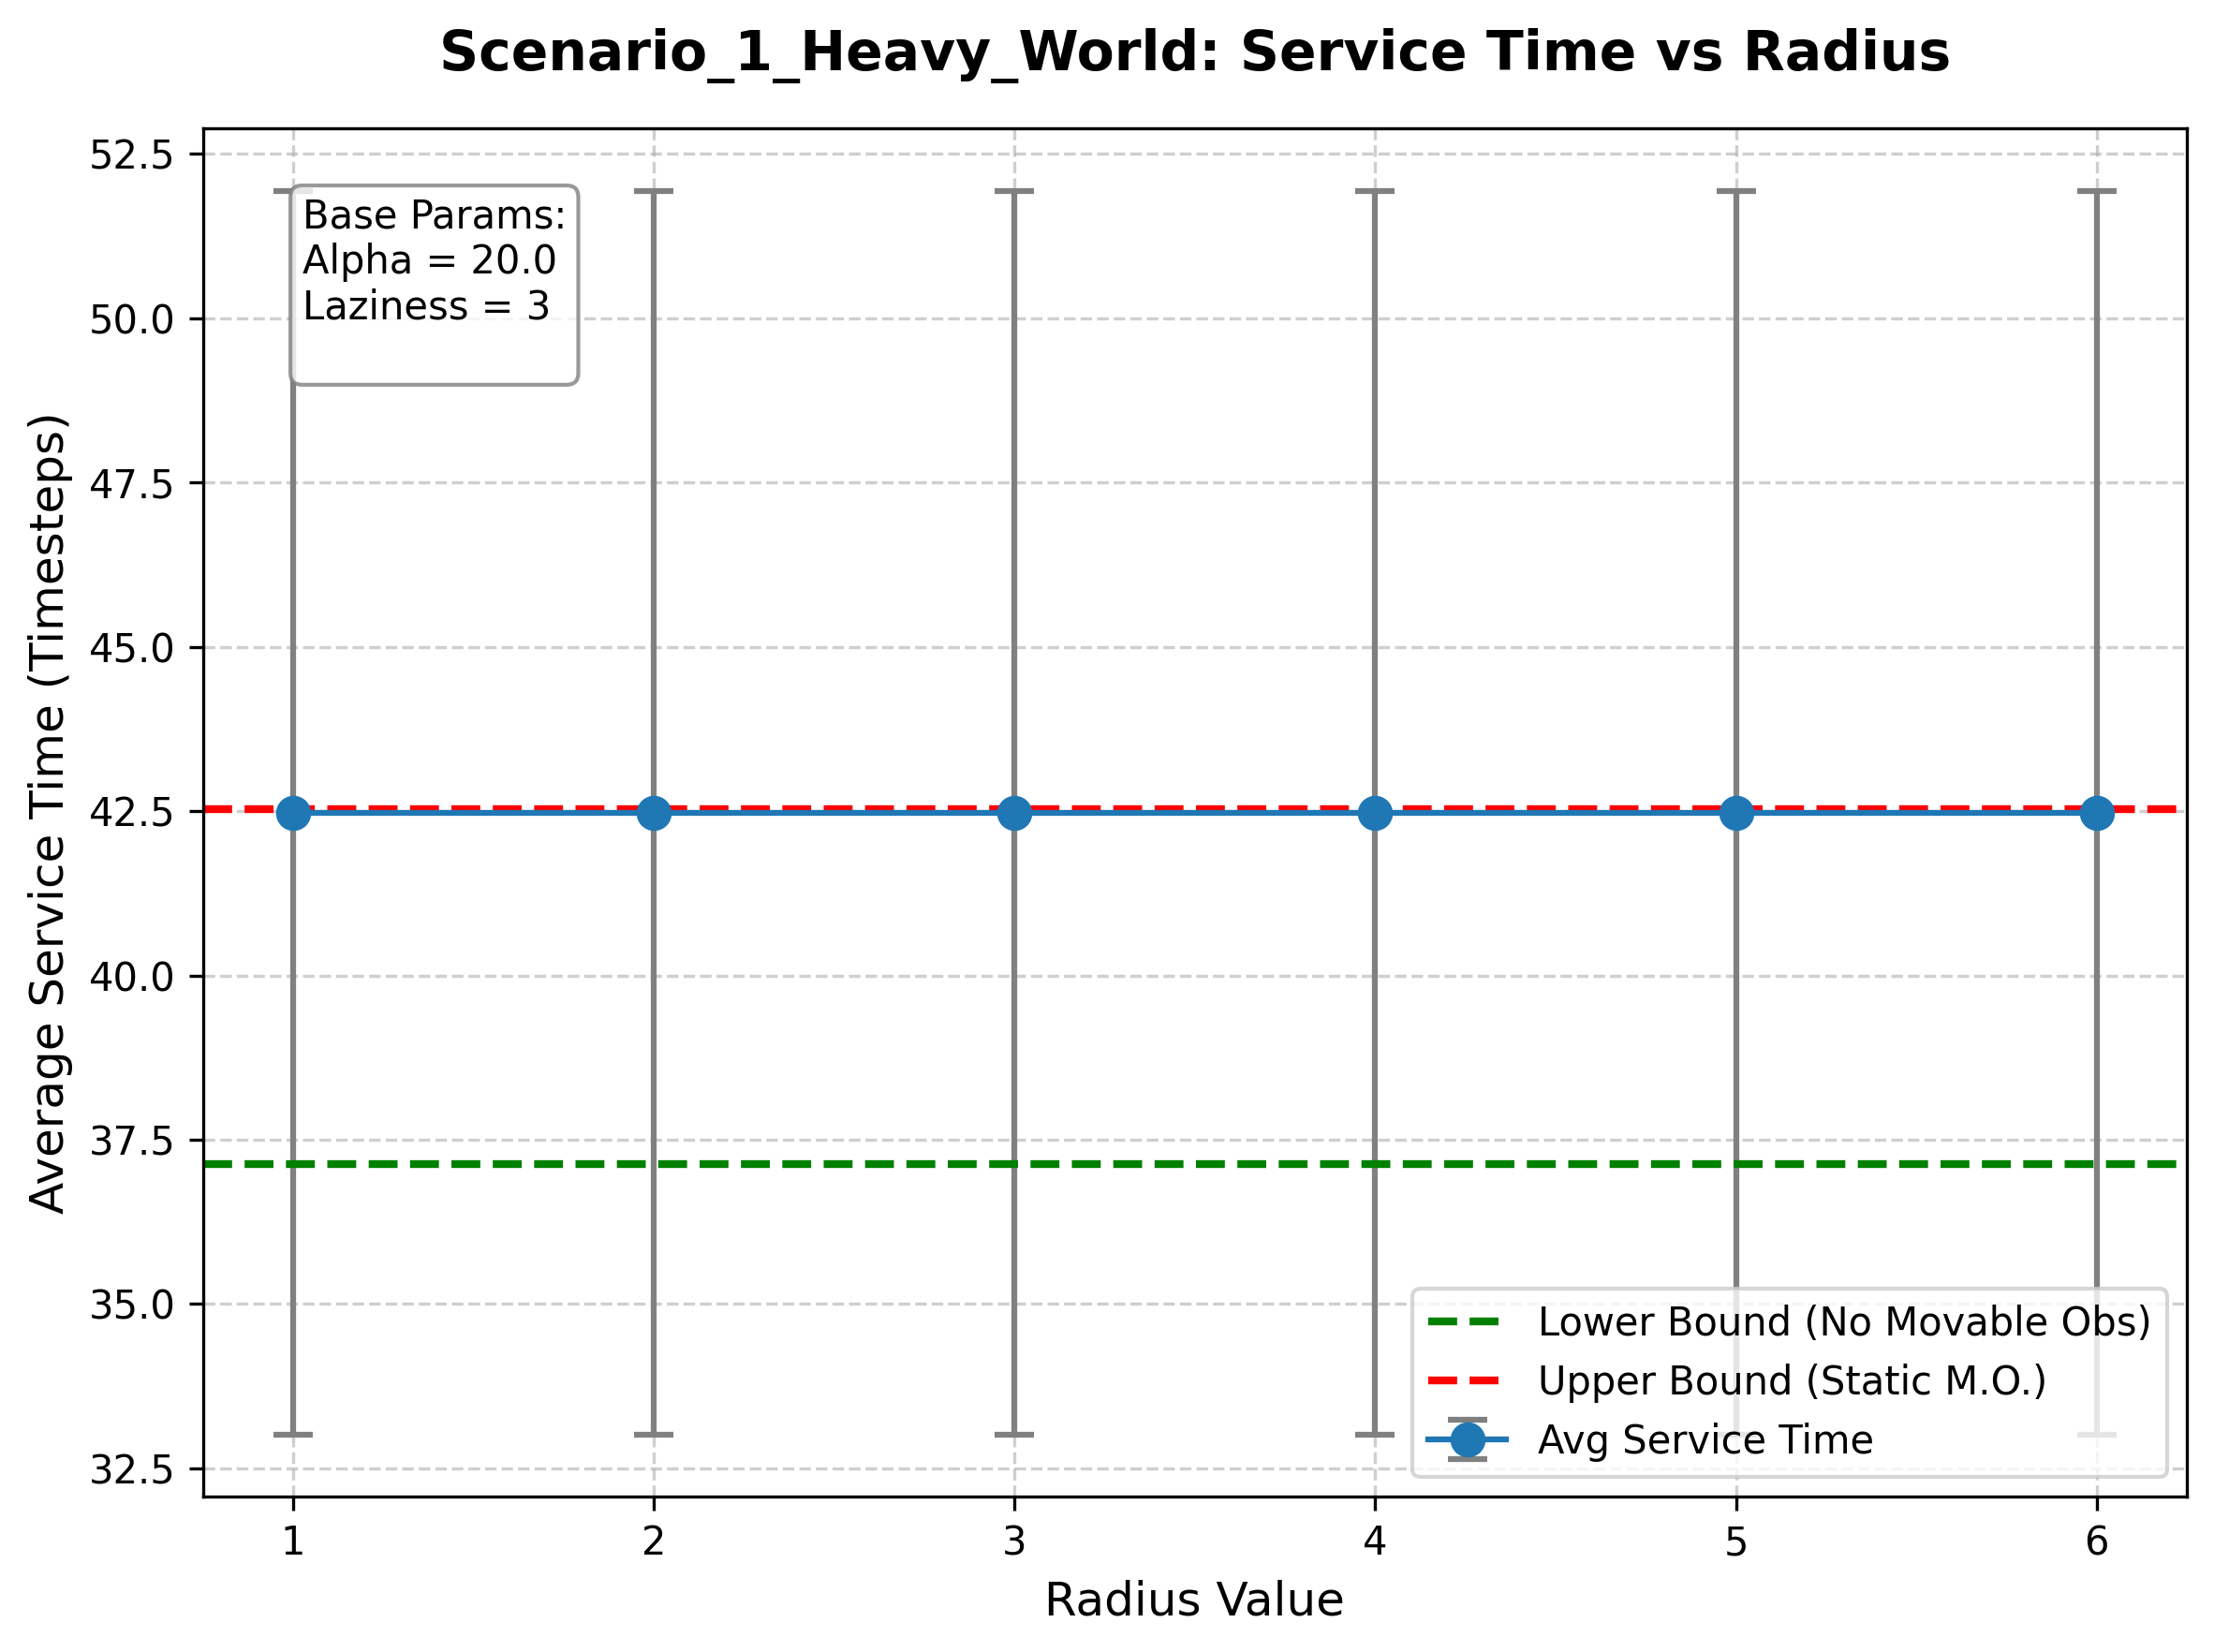 Scenario_1_Heavy_World: Service Time vs Radius
Average Service Time (Timesteps)
52.5
50.0
47.5
45.0
42.5
40.0
37.5
35.0
32.5
Base Params:
Alpha = 20.0
Laziness = 3
Lower Bound (No Movable Obs)
Upper Bound (Static M.O.)
Avg Service Time
1 2 3 4 5 6
Radius Value